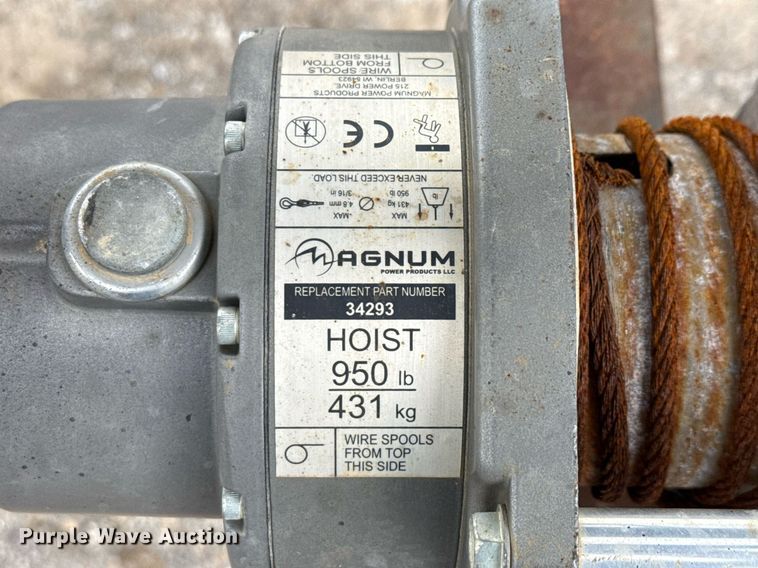 WIRE SPOOLS
FROM BOTTOM
THIS SIDE
MAGNUM POWER PRODUCTS
215 POWER DRIVE,
BERLIN, WI 54923
CE
NEVER EXCEED THIS LOAD.
lb
MAX
950 lb
431 kg
MAX
3/16 in
4.8 mm
MAGNUM
POWER PRODUCTS LLC
REPLACEMENT PART NUMBER
34293
HOIST
950 lb
431 kg
WIRE SPOOLS
FROM TOP
THIS SIDE
Purple Wave Auction